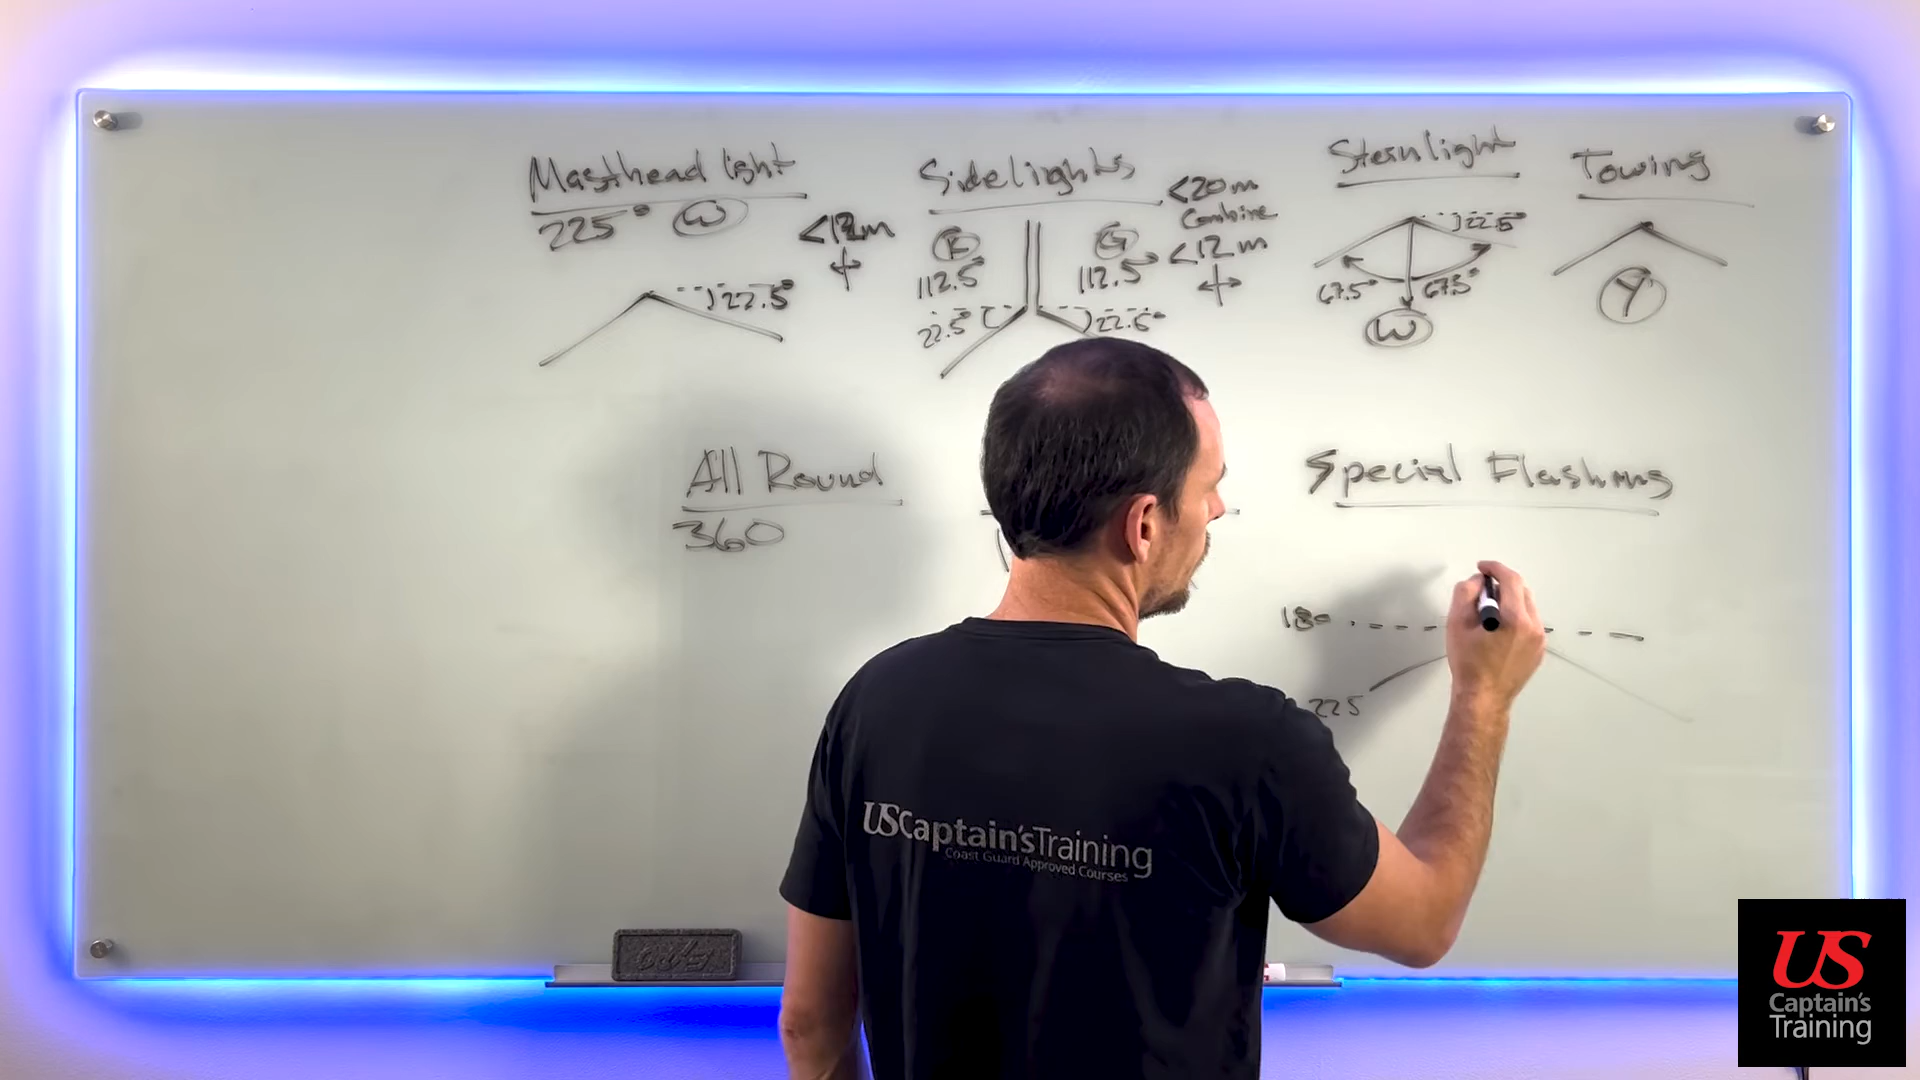 Masthead light
225° W
<12m
22.5°
Sidelights
<20m
Combine
<12m
R
G
112.5°
112.5°
22.5°
22.5°
Sternlight
22.5°
67.5°
67.5°
W
Towing
Y
All Round
360
Special Flashing
180
225
USCaptain'sTraining
Coast Guard Approved Courses
US
Captain's
Training